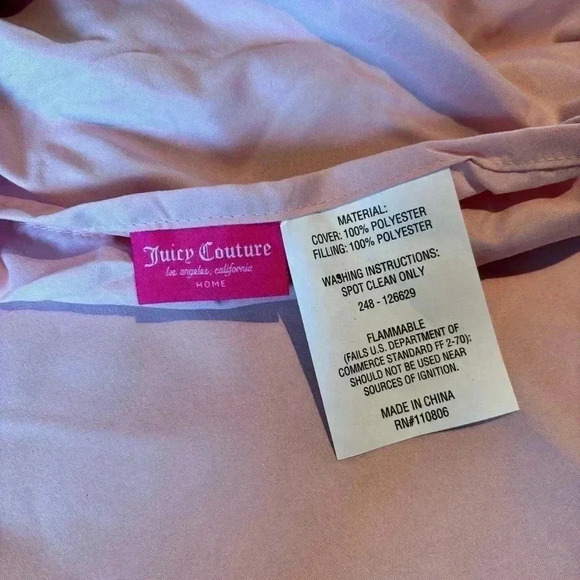 Juicy Couture
los angeles, california
HOME
MATERIAL:
COVER: 100% POLYESTER
FILLING: 100% POLYESTER
WASHING INSTRUCTIONS:
SPOT CLEAN ONLY
248 - 126629
FLAMMABLE
(FAILS U.S. DEPARTMENT OF
COMMERCE STANDARD FF 2-70):
SHOULD NOT BE USED NEAR
SOURCES OF IGNITION.
MADE IN CHINA
RN#110806